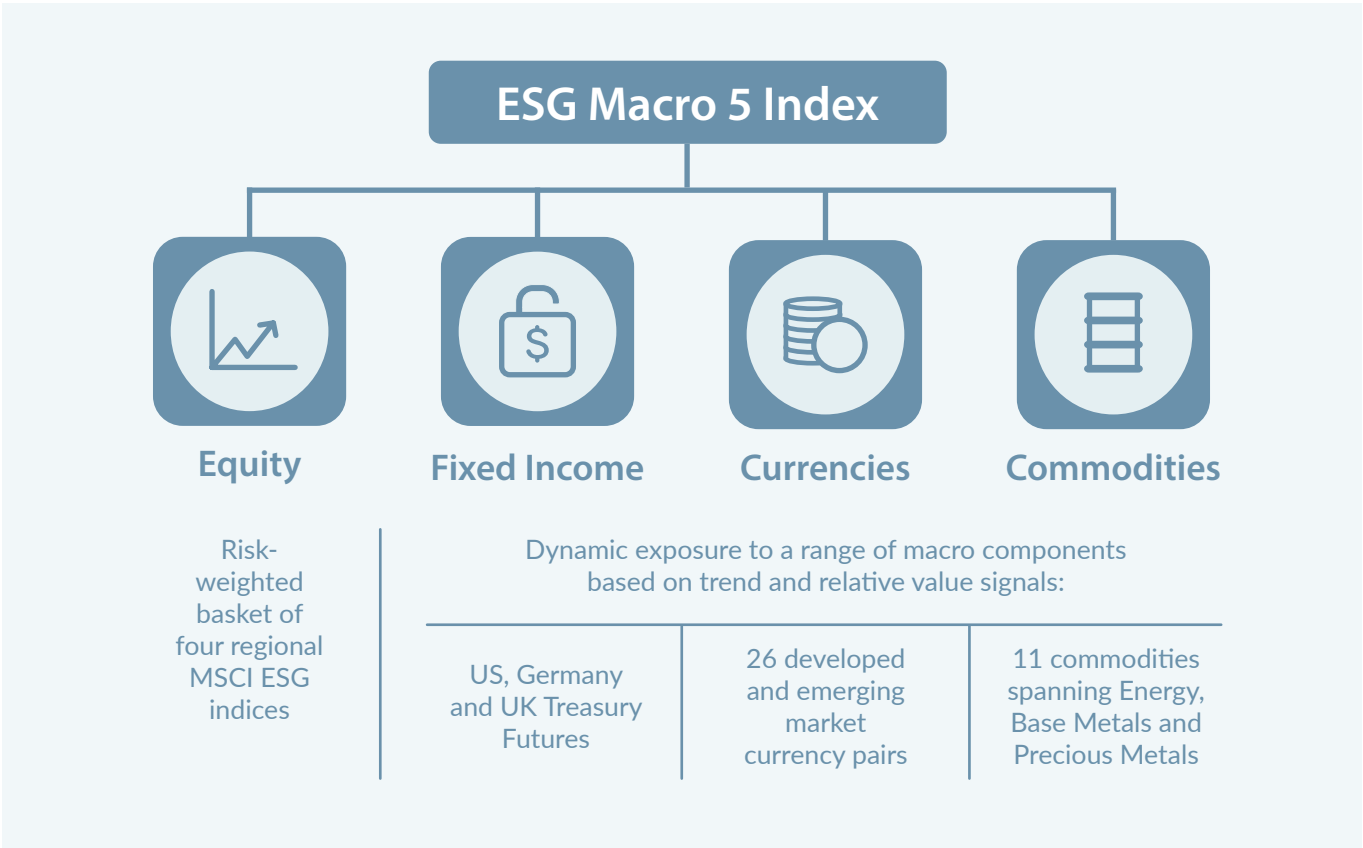 ESG Macro 5 Index
$
Equity
Fixed Income
Currencies
Commodities
Risk-
weighted
basket of
four regional
MSCI ESG
indices
Dynamic exposure to a range of macro components
based on trend and relative value signals:
US, Germany
and UK Treasury
Futures
26 developed
and emerging
market
currency pairs
11 commodities
spanning Energy,
Base Metals and
Precious Metals